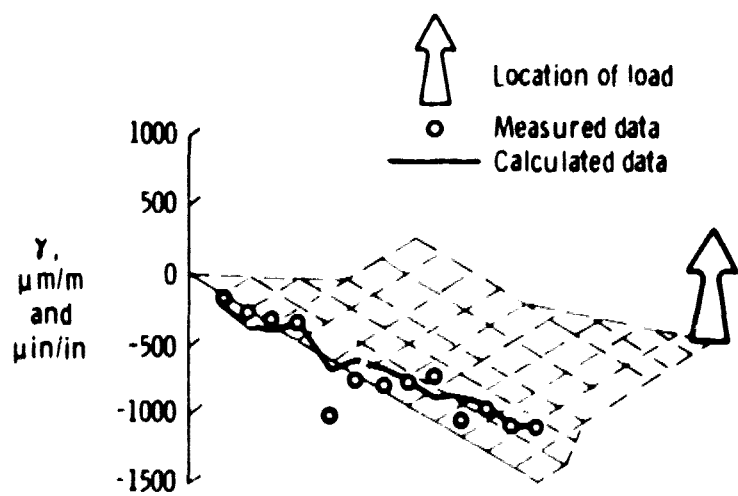 Location of load
Measured data
Calculated data
1000
500
0
-500
-1000
-1500
γ,
μm/m
and
μin/in